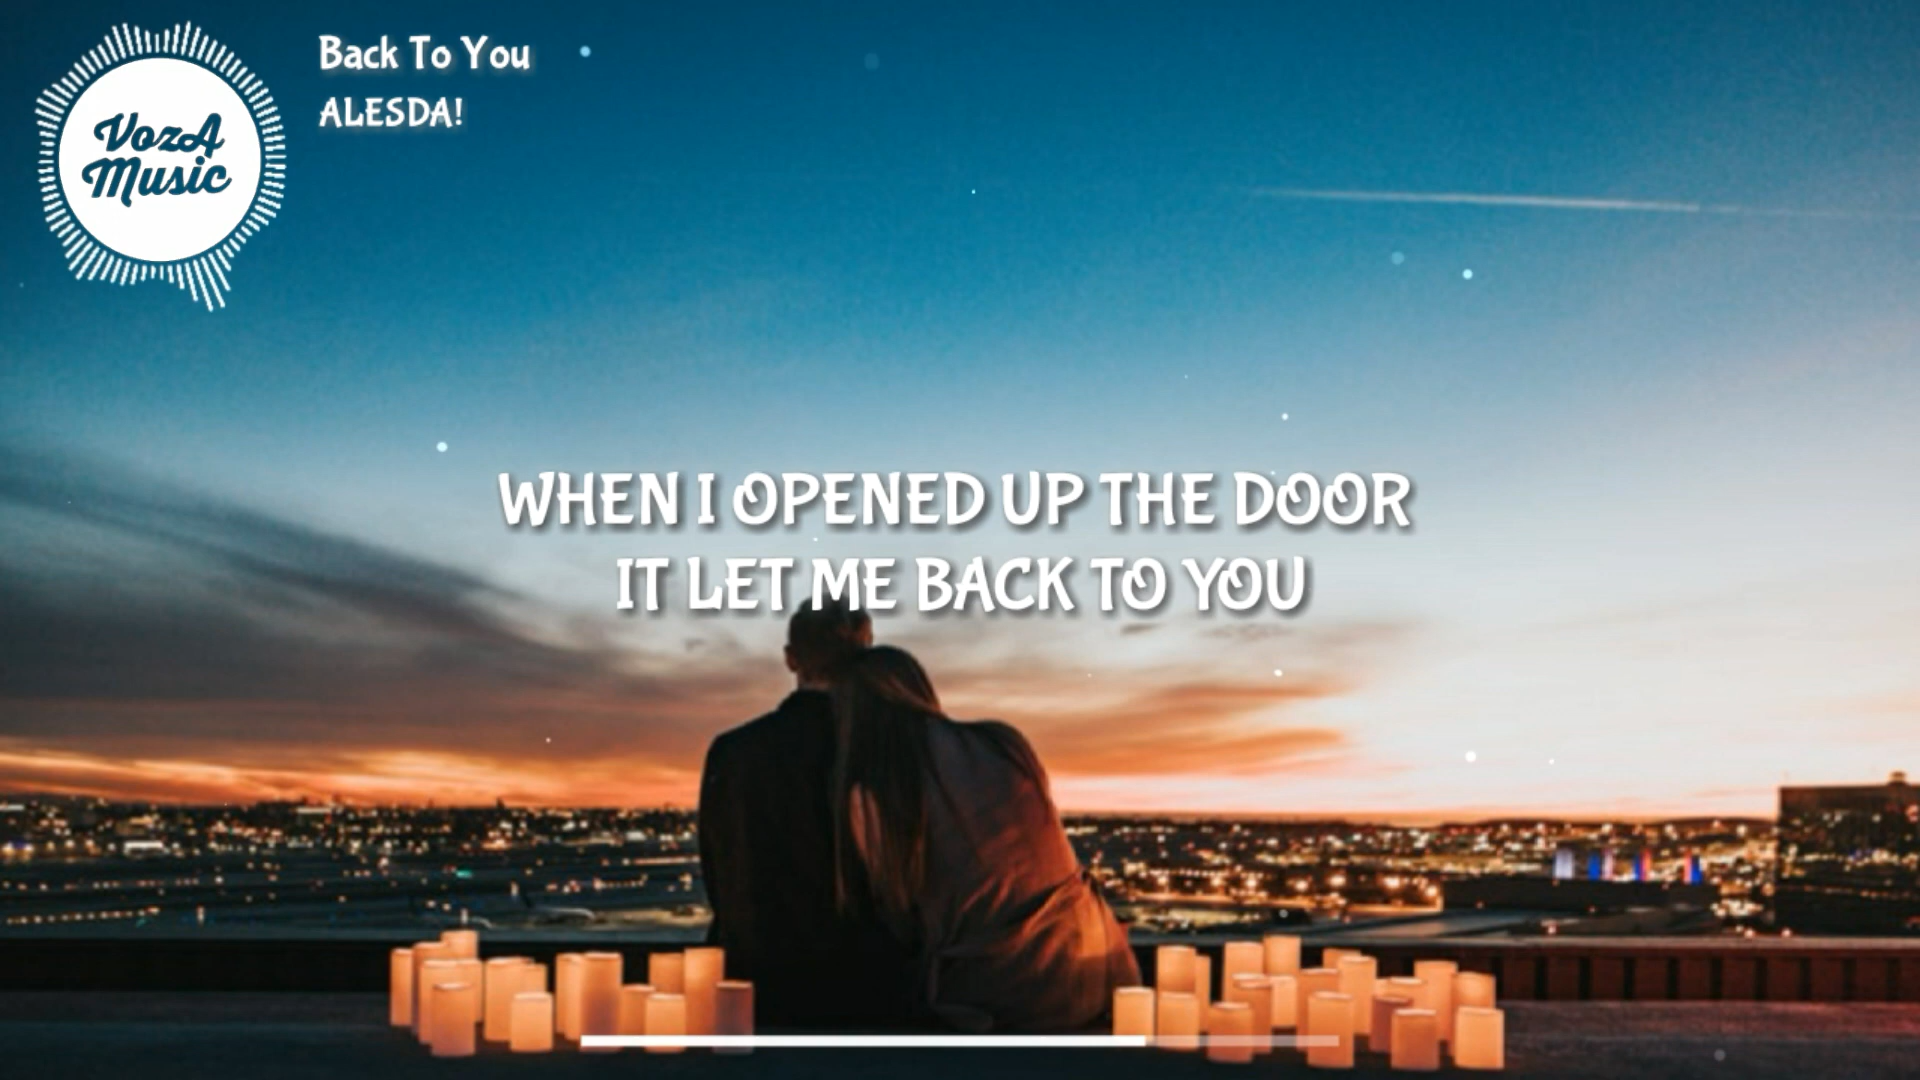 VozA
Music
Back To You
ALESDA!
WHEN I OPENED UP THE DOOR
IT LET ME BACK TO YOU